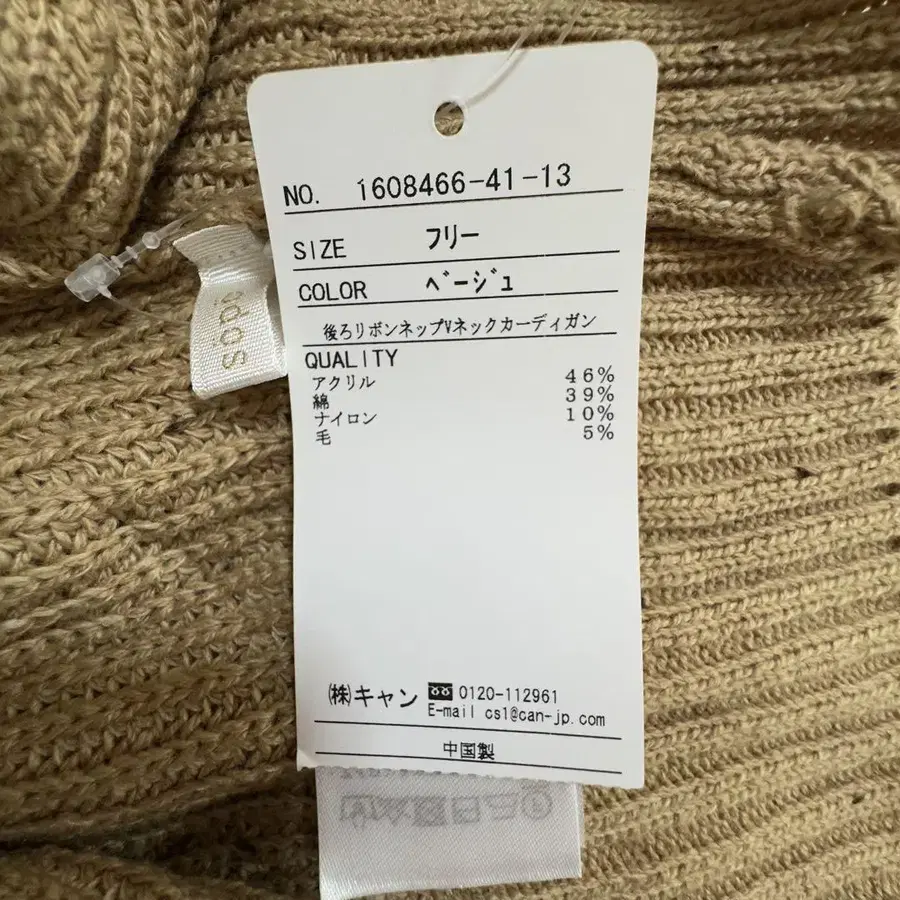 NO. 1608466-41-13
SIZE フリー
COLOR ベージュ
後ろリボンネップVネックカーディガン
QUALITY
アクリル 46%
綿 39%
ナイロン 10%
毛 5%
㈱キャン 0120-112961
E-mail cs1@can-jp.com
中国製